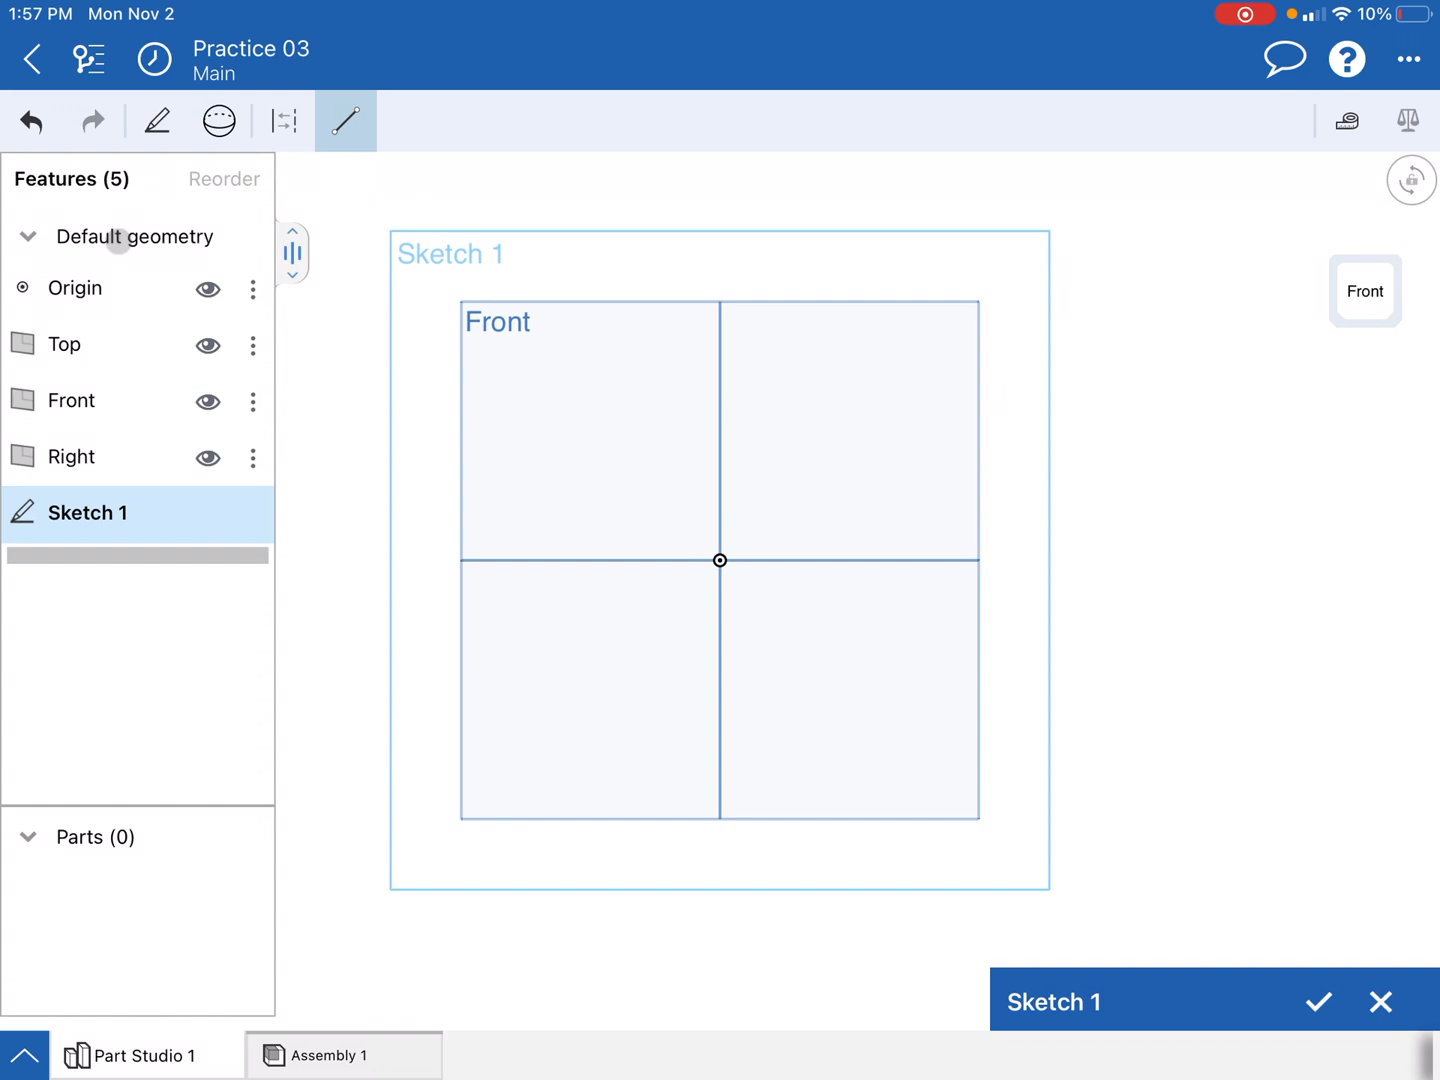 1:57 PM Mon Nov 2
10%
Practice 03
Main
?
Features (5) Reorder
Default geometry
Origin
Top
Front
Right
Sketch 1
Parts (0)
Sketch 1
Front
Front
Sketch 1
Part Studio 1
Assembly 1